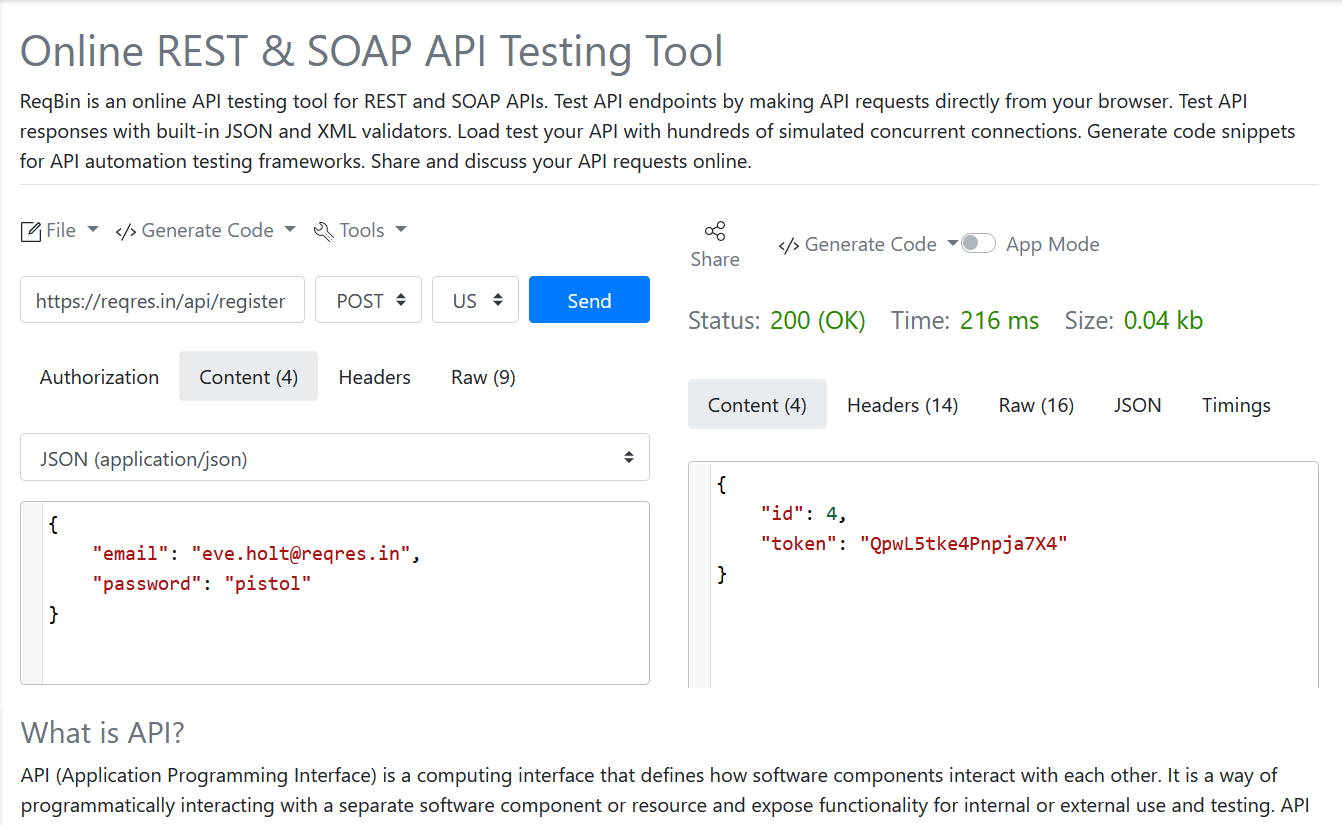 Online REST & SOAP API Testing Tool
ReqBin is an online API testing tool for REST and SOAP APIs. Test API endpoints by making API requests directly from your browser. Test API
responses with built-in JSON and XML validators. Load test your API with hundreds of simulated concurrent connections. Generate code snippets
for API automation testing frameworks. Share and discuss your API requests online.
File </> Generate Code Tools
https://reqres.in/api/register POST US Send
Authorization Content (4) Headers Raw (9)
JSON (application/json)
{
"email": "eve.holt@reqres.in",
"password": "pistol"
}
Share </> Generate Code App Mode
Status: 200 (OK) Time: 216 ms Size: 0.04 kb
Content (4) Headers (14) Raw (16) JSON Timings
{
"id": 4,
"token": "QpwL5tke4Pnpja7X4"
}
What is API?
API (Application Programming Interface) is a computing interface that defines how software components interact with each other. It is a way of
programmatically interacting with a separate software component or resource and expose functionality for internal or external use and testing. API